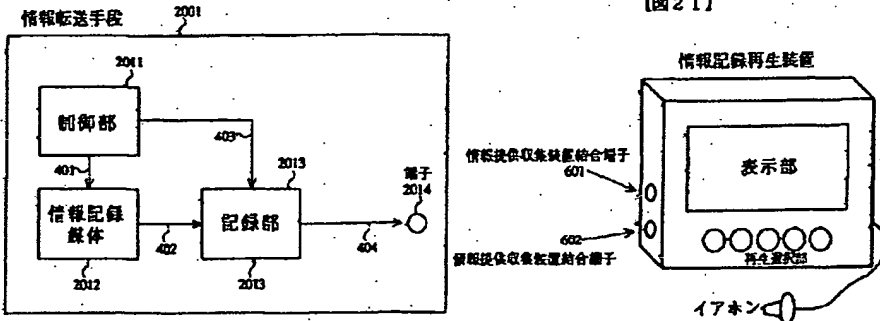 【図21】
情報転送手段
2001
2011
制御部
401
403
情報記録
媒体
2012
402
2013
記録部
2013
404
端子
2014
情報記録再生装置
表示部
情報提供収集装置結合端子
601
602
情報提供収集装置結合端子
再生選択部
イアホン